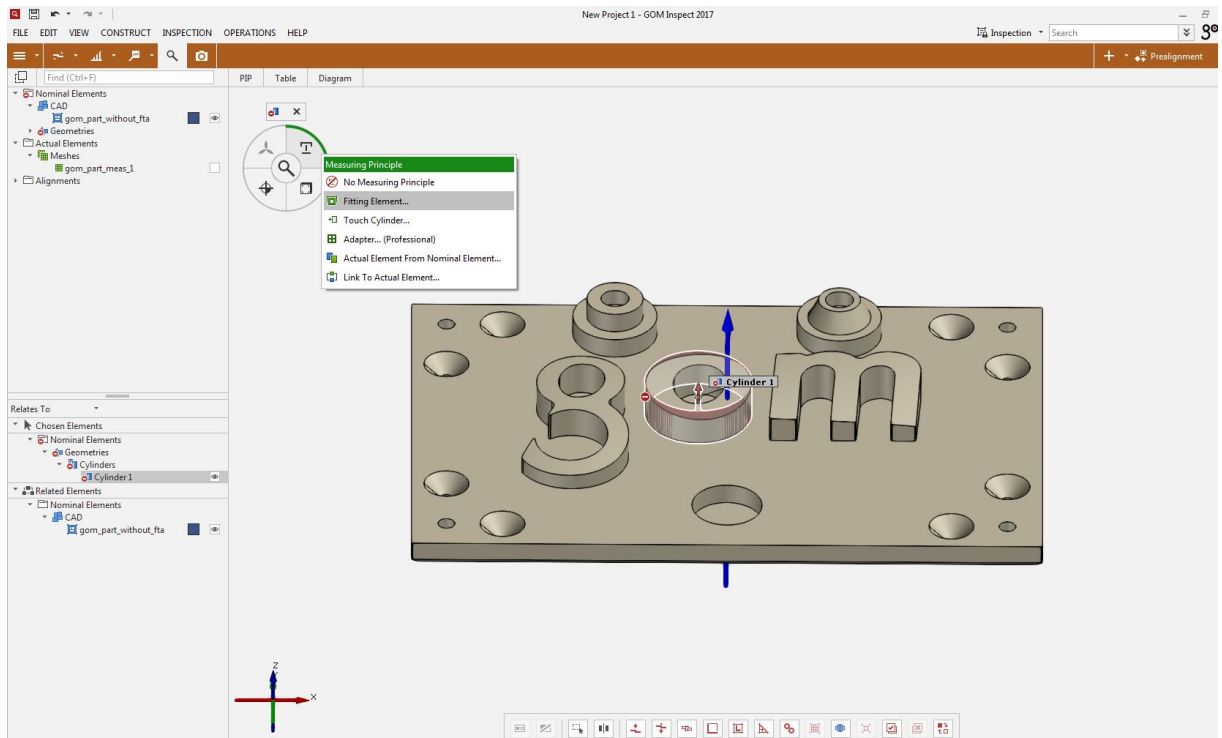 New Project 1 - GOM Inspect 2017
FILE EDIT VIEW CONSTRUCT INSPECTION OPERATIONS HELP
Inspection
Search
Prealignment
Find (Ctrl+F)
PIP Table Diagram
Nominal Elements
CAD
gom_part_without_fta
Geometries
Actual Elements
Meshes
gom_part_meas_1
Alignments
Measuring Principle
No Measuring Principle
Fitting Element...
Touch Cylinder...
Adapter... (Professional)
Actual Element From Nominal Element...
Link To Actual Element...
Cylinder 1
Relates To
Chosen Elements
Nominal Elements
Geometries
Cylinders
Cylinder 1
Related Elements
Nominal Elements
CAD
gom_part_without_fta
Z
X